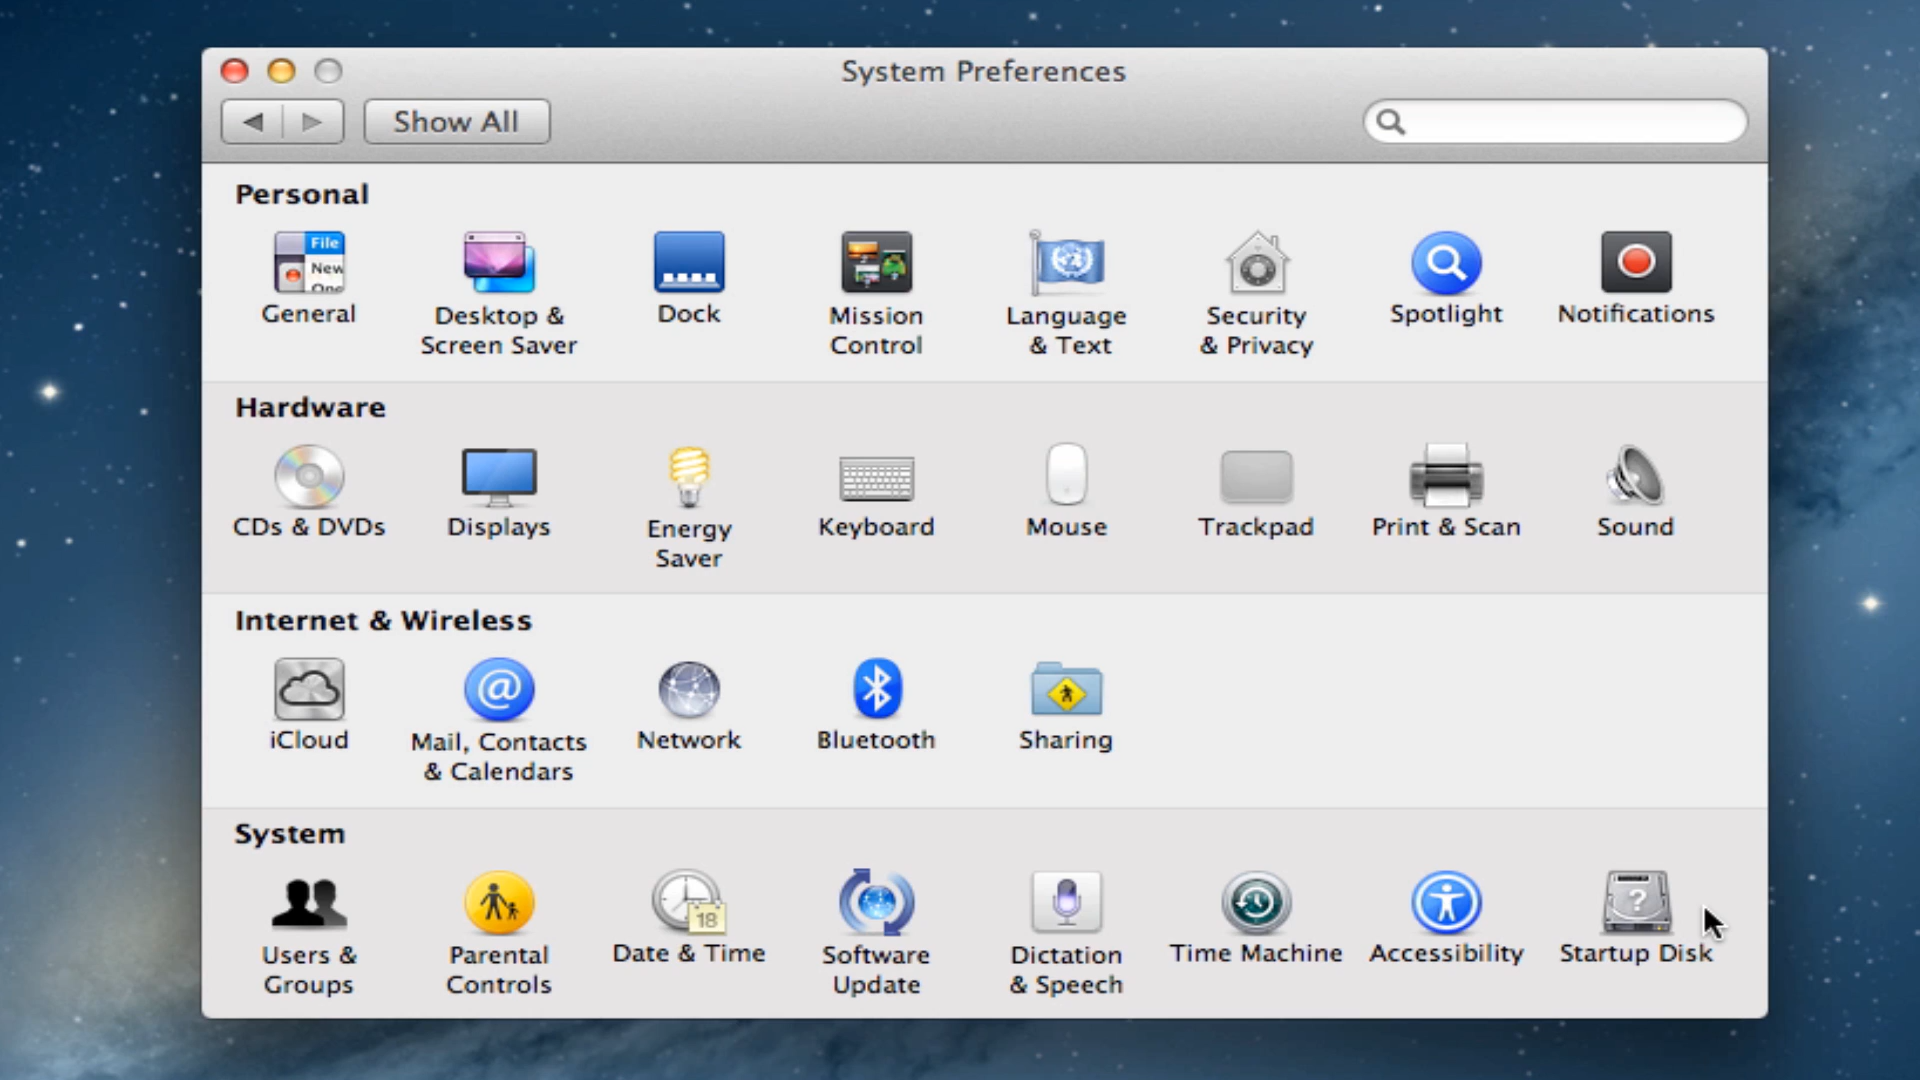 System Preferences
Show All
Personal
File
New
One
General
Desktop &
Screen Saver
Dock
Mission
Control
Language
& Text
Security
& Privacy
Spotlight
Notifications
Hardware
CDs & DVDs
Displays
Energy
Saver
Keyboard
Mouse
Trackpad
Print & Scan
Sound
Internet & Wireless
iCloud
@
Mail, Contacts
& Calendars
Network
Bluetooth
Sharing
System
Users &
Groups
Parental
Controls
18
Date & Time
Software
Update
Dictation
& Speech
Time Machine
Accessibility
?
Startup Disk